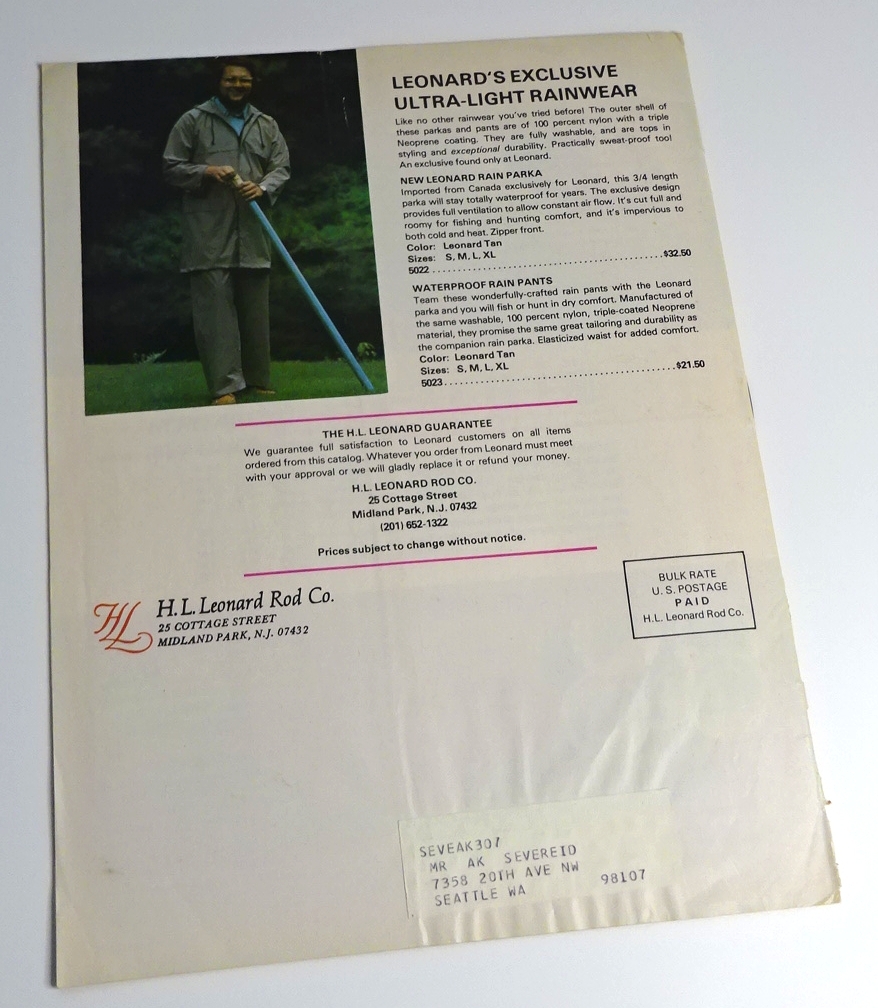 LEONARD'S EXCLUSIVE
ULTRA-LIGHT RAINWEAR
Like no other rainwear you've tried before! The outer shell of
these parkas and pants are of 100 percent nylon with a triple
Neoprene coating. They are fully washable, and are tops in
styling and exceptional durability. Practically sweat-proof too!
An exclusive found only at Leonard.
NEW LEONARD RAIN PARKA
Imported from Canada exclusively for Leonard, this 3/4 length
parka will stay totally waterproof for years. The exclusive design
provides full ventilation to allow constant air flow. It's cut full and
roomy for fishing and hunting comfort, and it's impervious to
both cold and heat. Zipper front.
Color: Leonard Tan
Sizes: S, M, L, XL
5022 ........................................................ $32.50
WATERPROOF RAIN PANTS
Team these wonderfully-crafted rain pants with the Leonard
parka and you will fish or hunt in dry comfort. Manufactured of
the same washable, 100 percent nylon, triple-coated Neoprene
material, they promise the same great tailoring and durability as
the companion rain parka. Elasticized waist for added comfort.
Color: Leonard Tan
Sizes: S, M, L, XL
5023 ........................................................ $21.50
THE H.L. LEONARD GUARANTEE
We guarantee full satisfaction to Leonard customers on all items
ordered from this catalog. Whatever you order from Leonard must meet
with your approval or we will gladly replace it or refund your money.
H.L. LEONARD ROD CO.
25 Cottage Street
Midland Park, N.J. 07432
(201) 652-1322
Prices subject to change without notice.
HL
H.L. Leonard Rod Co.
25 COTTAGE STREET
MIDLAND PARK, N.J. 07432
BULK RATE
U.S. POSTAGE
PAID
H.L. Leonard Rod Co.
SEVEAK307
MR AK SEVEREID
7358 20TH AVE NW
SEATTLE WA 98107